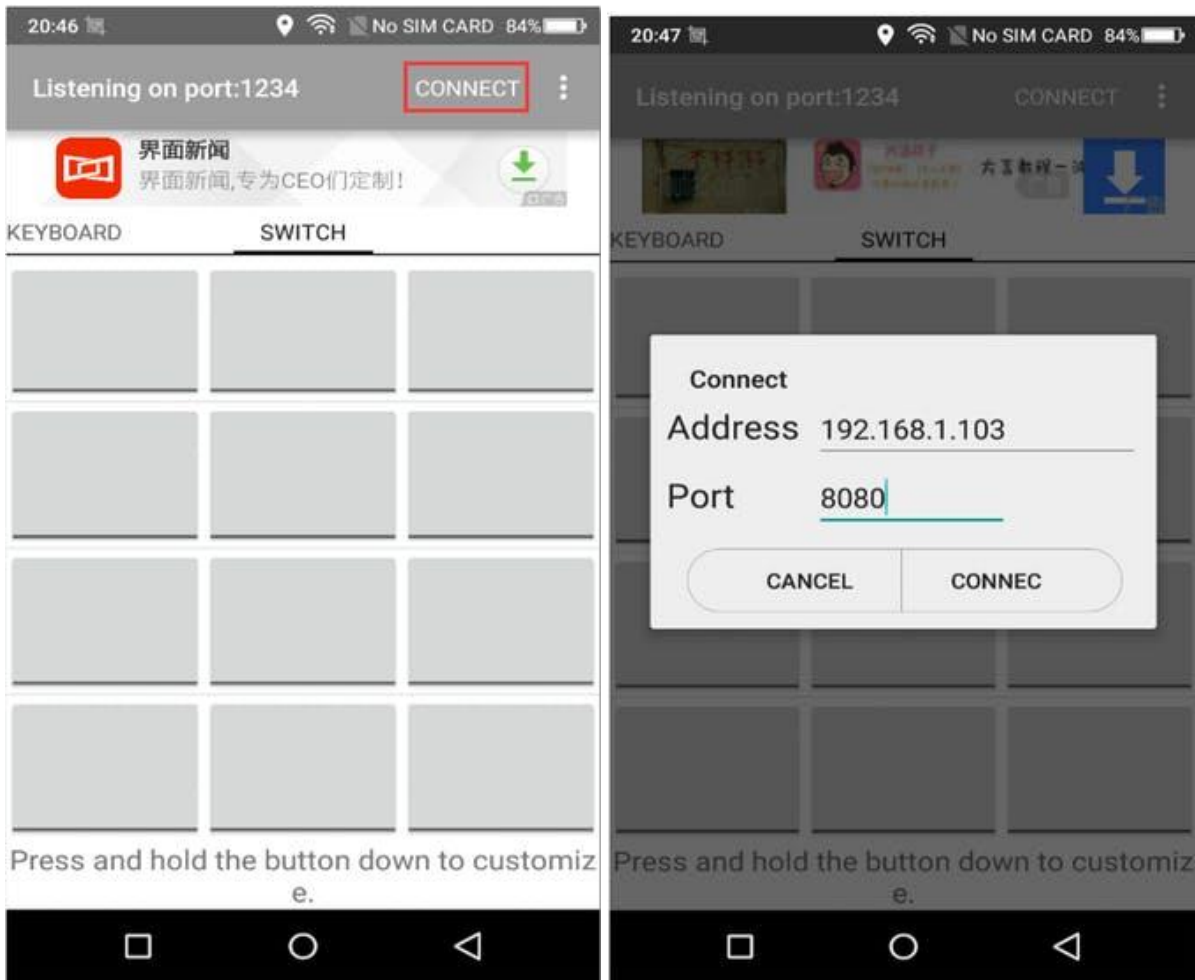 20:46
No SIM CARD 84%
Listening on port:1234
CONNECT
界面新闻
界面新闻,专为CEO们定制!
KEYBOARD
SWITCH
Press and hold the button down to customiz
e.
20:47
No SIM CARD 84%
Listening on port:1234
CONNECT
KEYBOARD
SWITCH
Connect
Address 192.168.1.103
Port 8080
CANCEL
CONNEC
Press and hold the button down to customiz
e.